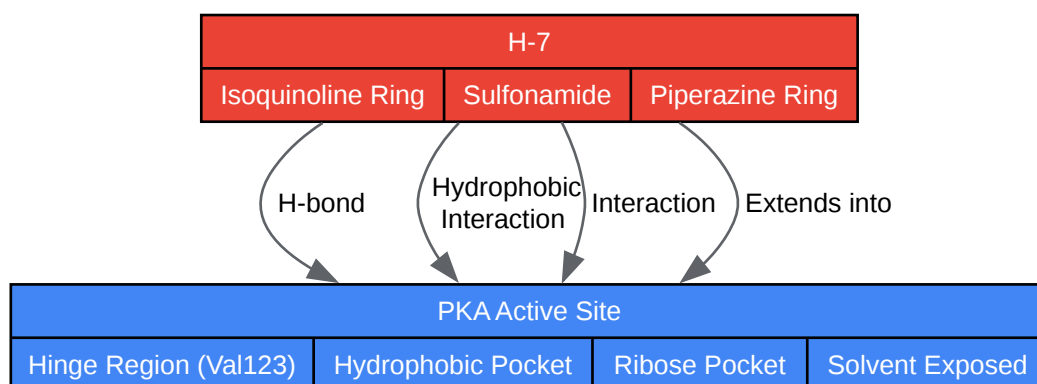 H-7
Isoquinoline Ring Sulfonamide Piperazine Ring
H-bond
Hydrophobic
Interaction
Interaction
Extends into
PKA Active Site
Hinge Region (Val123) Hydrophobic Pocket Ribose Pocket Solvent Exposed